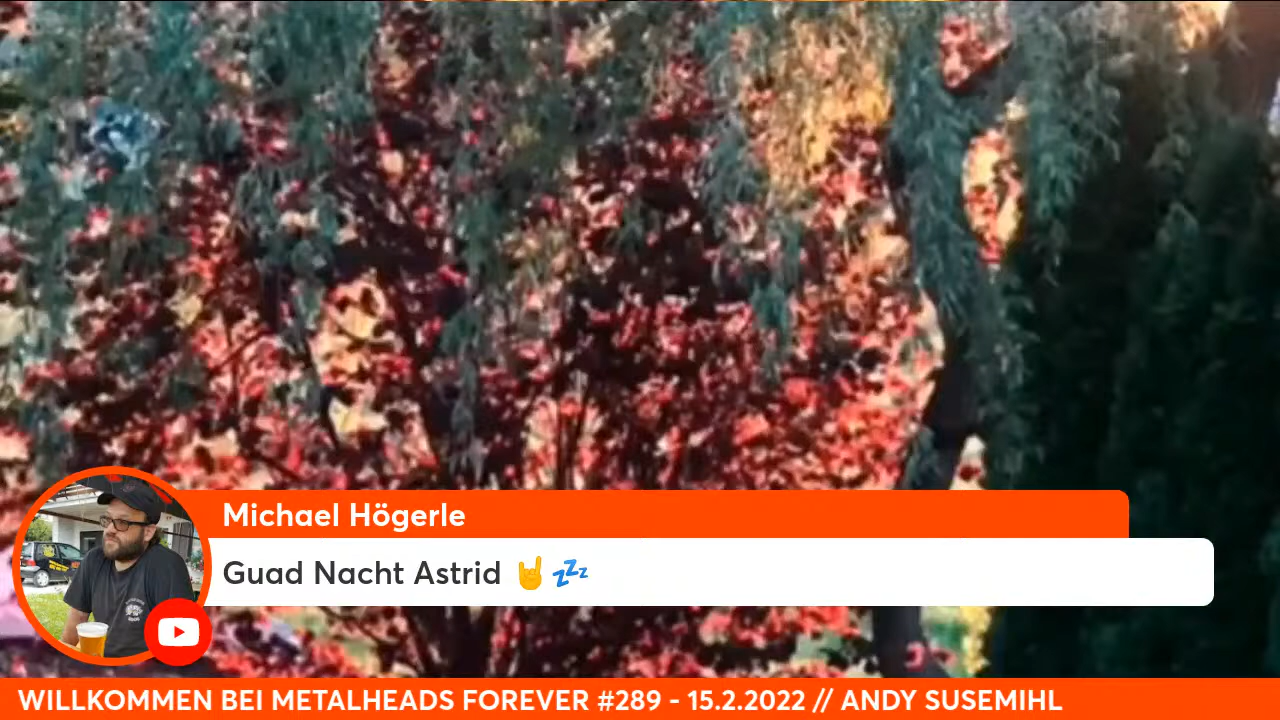 Michael Högerle
Guad Nacht Astrid 🤘💤
WILLKOMMEN BEI METALHEADS FOREVER #289 - 15.2.2022 // ANDY SUSEMIHL